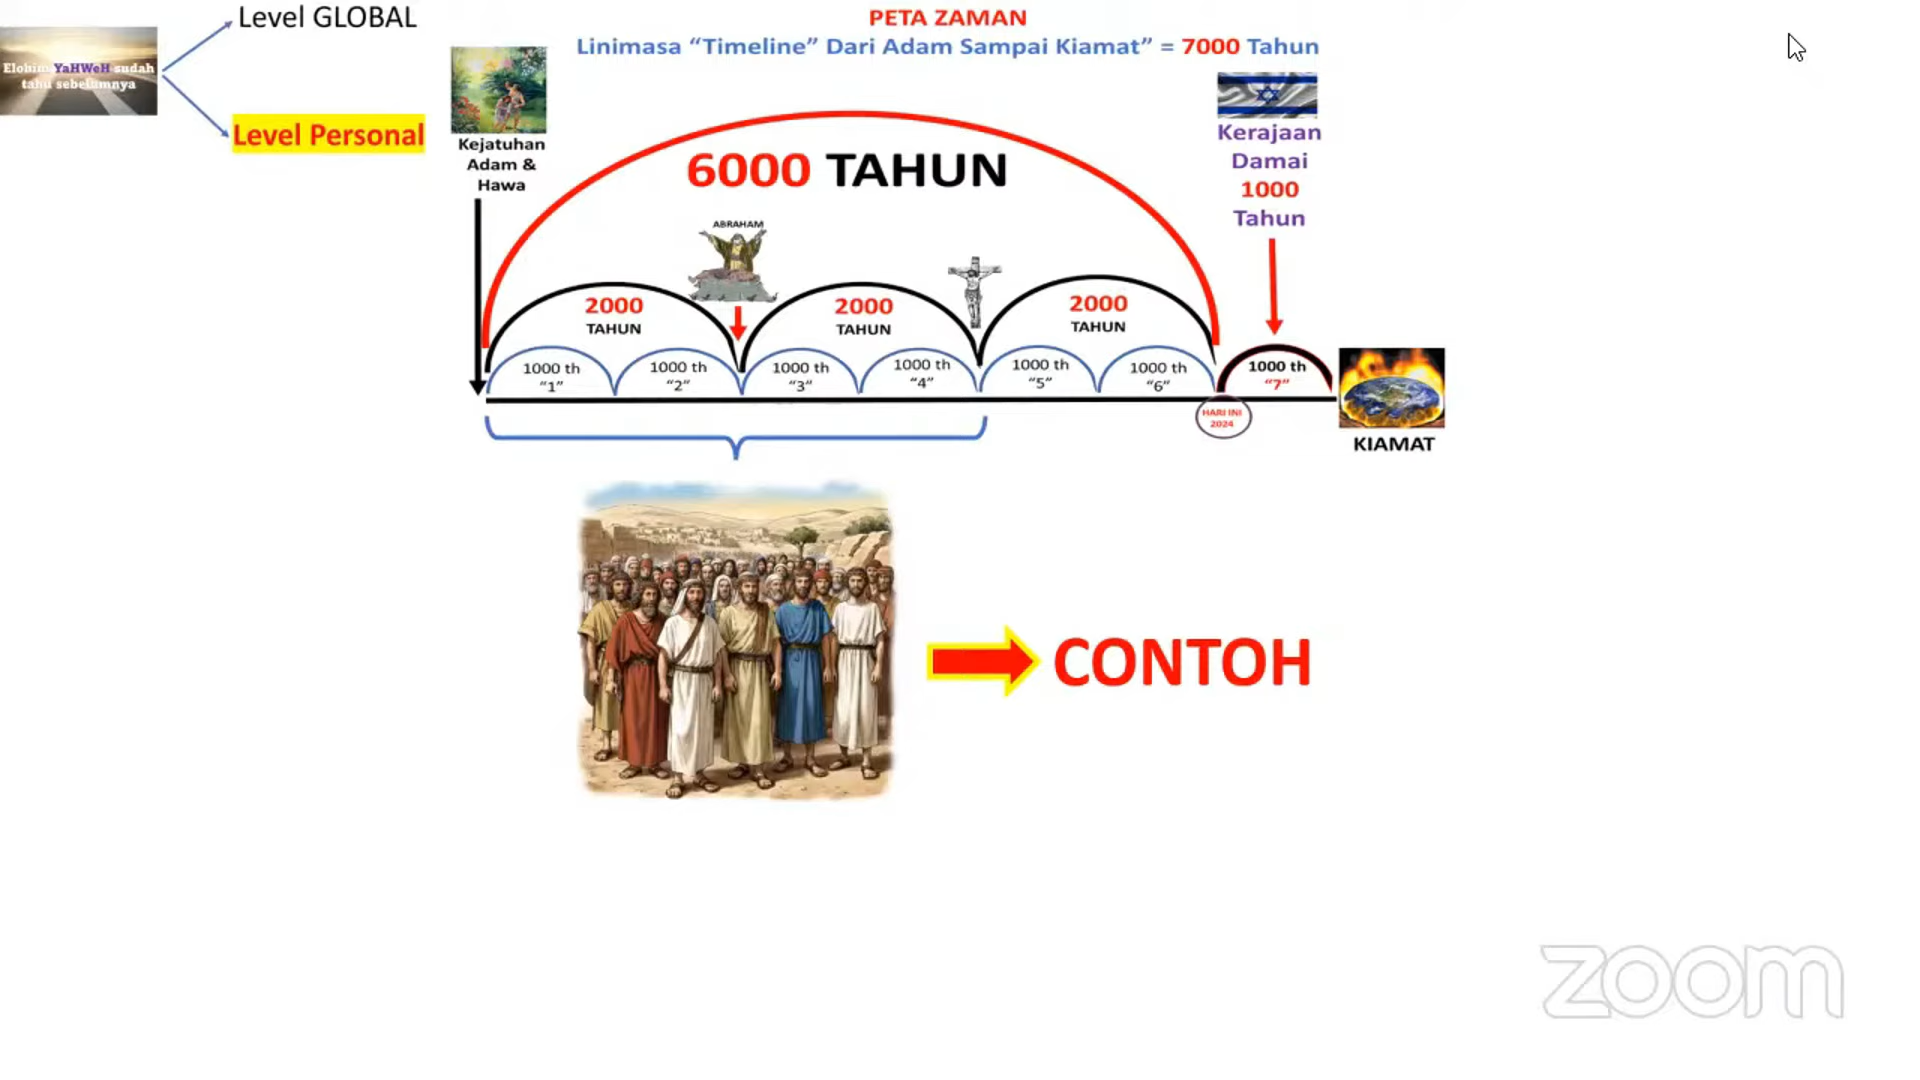 Level GLOBAL
Elohim YaHWeH sudah
tahu sebelumnya
Level Personal
PETA ZAMAN
Linimasa “Timeline” Dari Adam Sampai Kiamat” = 7000 Tahun
Kejatuhan
Adam &
Hawa
6000 TAHUN
Kerajaan
Damai
1000
Tahun
ABRAHAM
2000
TAHUN
2000
TAHUN
2000
TAHUN
1000 th
“1”
1000 th
“2”
1000 th
“3”
1000 th
“4”
1000 th
“5”
1000 th
“6”
1000 th
“7”
HARI INI
2024
KIAMAT
CONTOH
zoom